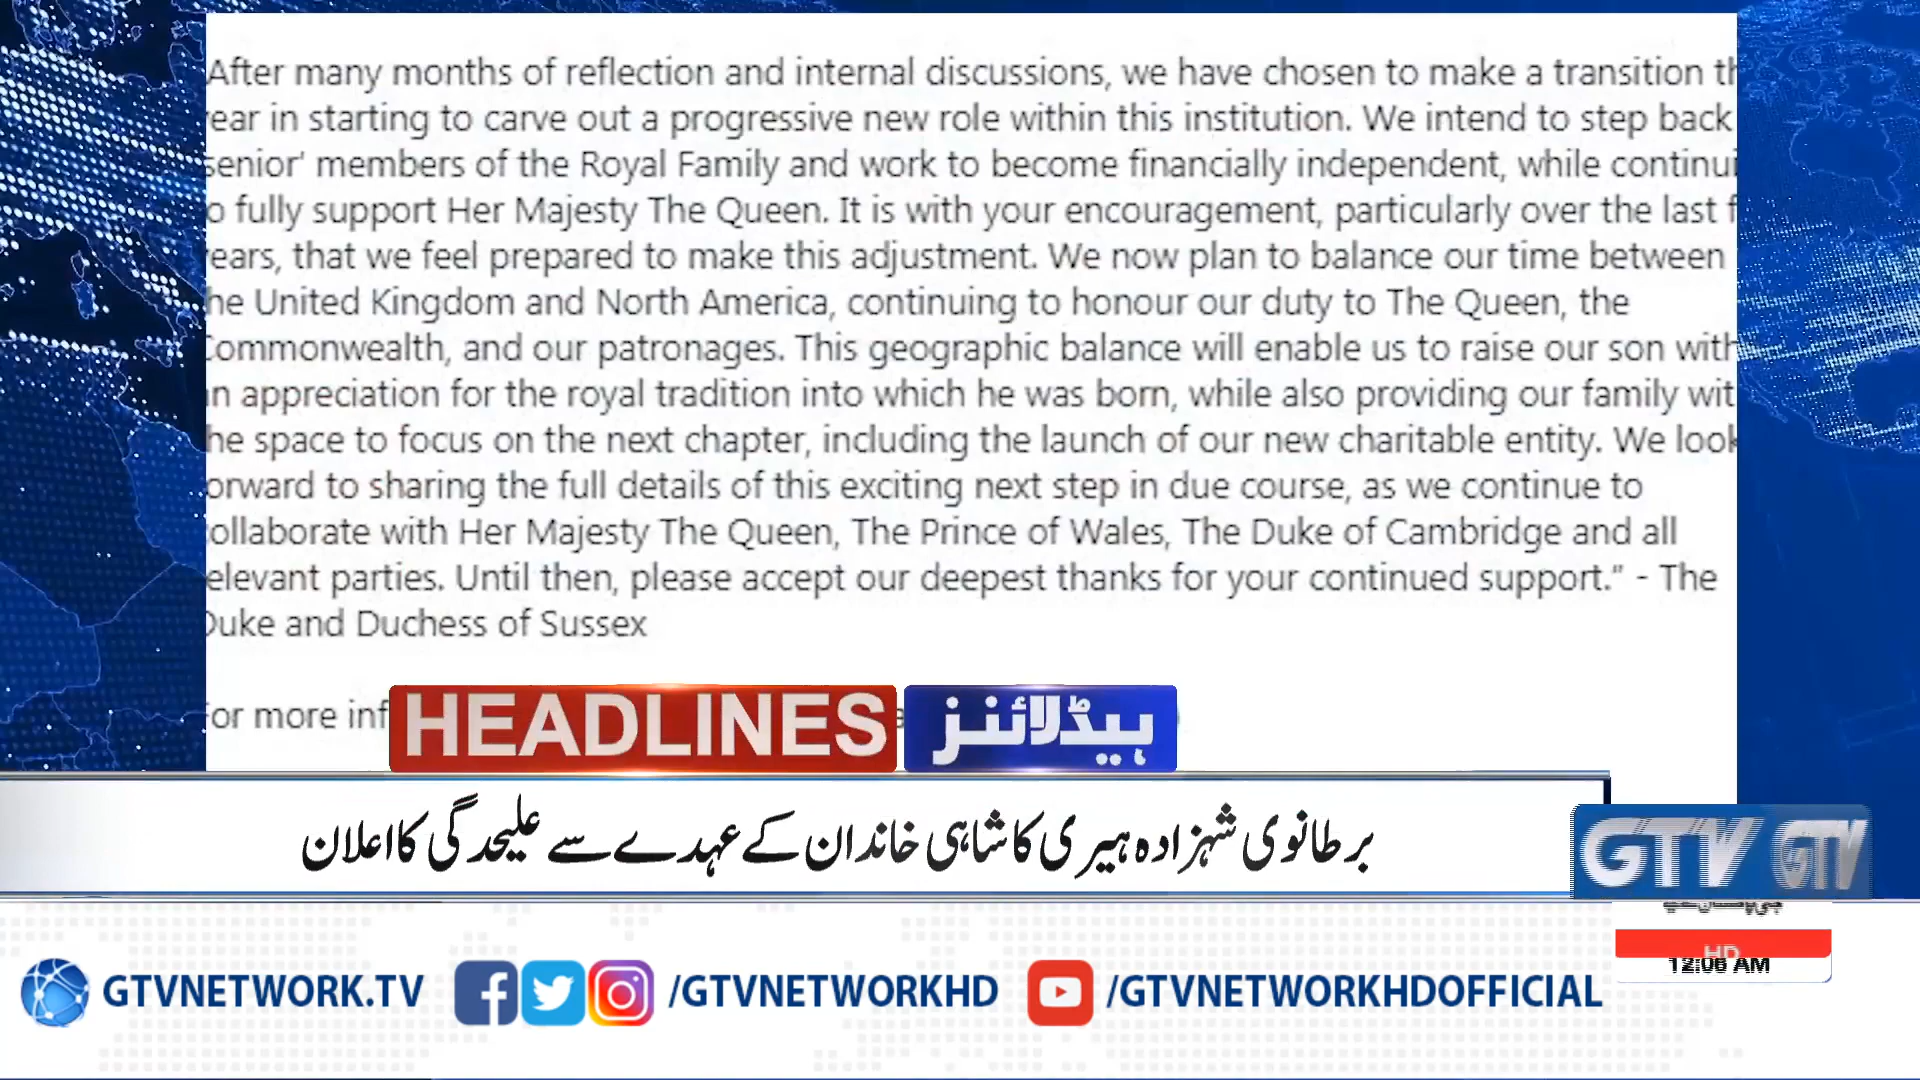 After many months of reflection and internal discussions, we have chosen to make a transition th
ear in starting to carve out a progressive new role within this institution. We intend to step back
senior' members of the Royal Family and work to become financially independent, while continui
o fully support Her Majesty The Queen. It is with your encouragement, particularly over the last f
ears, that we feel prepared to make this adjustment. We now plan to balance our time between
he United Kingdom and North America, continuing to honour our duty to The Queen, the
ommonwealth, and our patronages. This geographic balance will enable us to raise our son with
n appreciation for the royal tradition into which he was born, while also providing our family wit
he space to focus on the next chapter, including the launch of our new charitable entity. We look
orward to sharing the full details of this exciting next step in due course, as we continue to
ollaborate with Her Majesty The Queen, The Prince of Wales, The Duke of Cambridge and all
elevant parties. Until then, please accept our deepest thanks for your continued support.” - The
Duke and Duchess of Sussex
or more inf
HEADLINES ہیڈلائنز
برطانوی شہزادہ ہیری کا شاہی خاندان کے عہدے سے علیحدگی کا اعلان
GTV GTV
HD
12:06 AM
GTVNETWORK.TV /GTVNETWORKHD /GTVNETWORKHDOFFICIAL